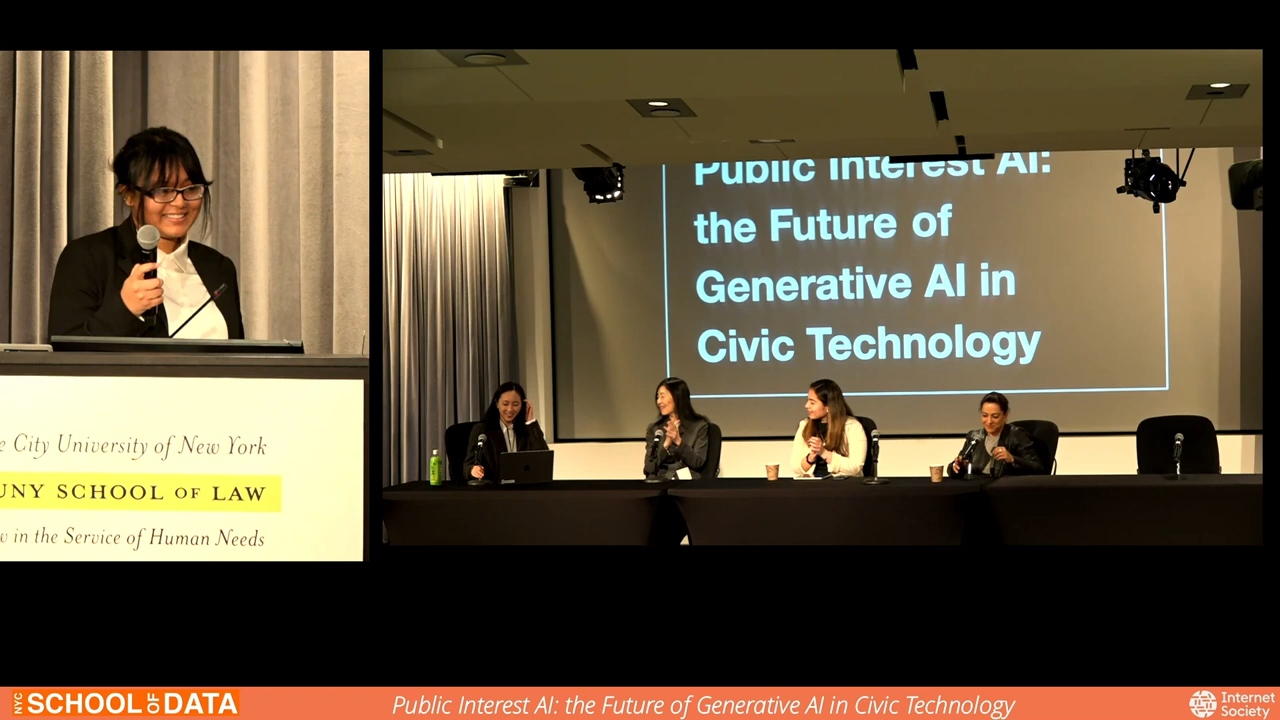 e City University of New York
UNY SCHOOL OF LAW
w in the Service of Human Needs
Public Interest AI:
the Future of
Generative AI in
Civic Technology
NYC SCHOOL OF DATA
Public Interest AI: the Future of Generative AI in Civic Technology
Internet
Society